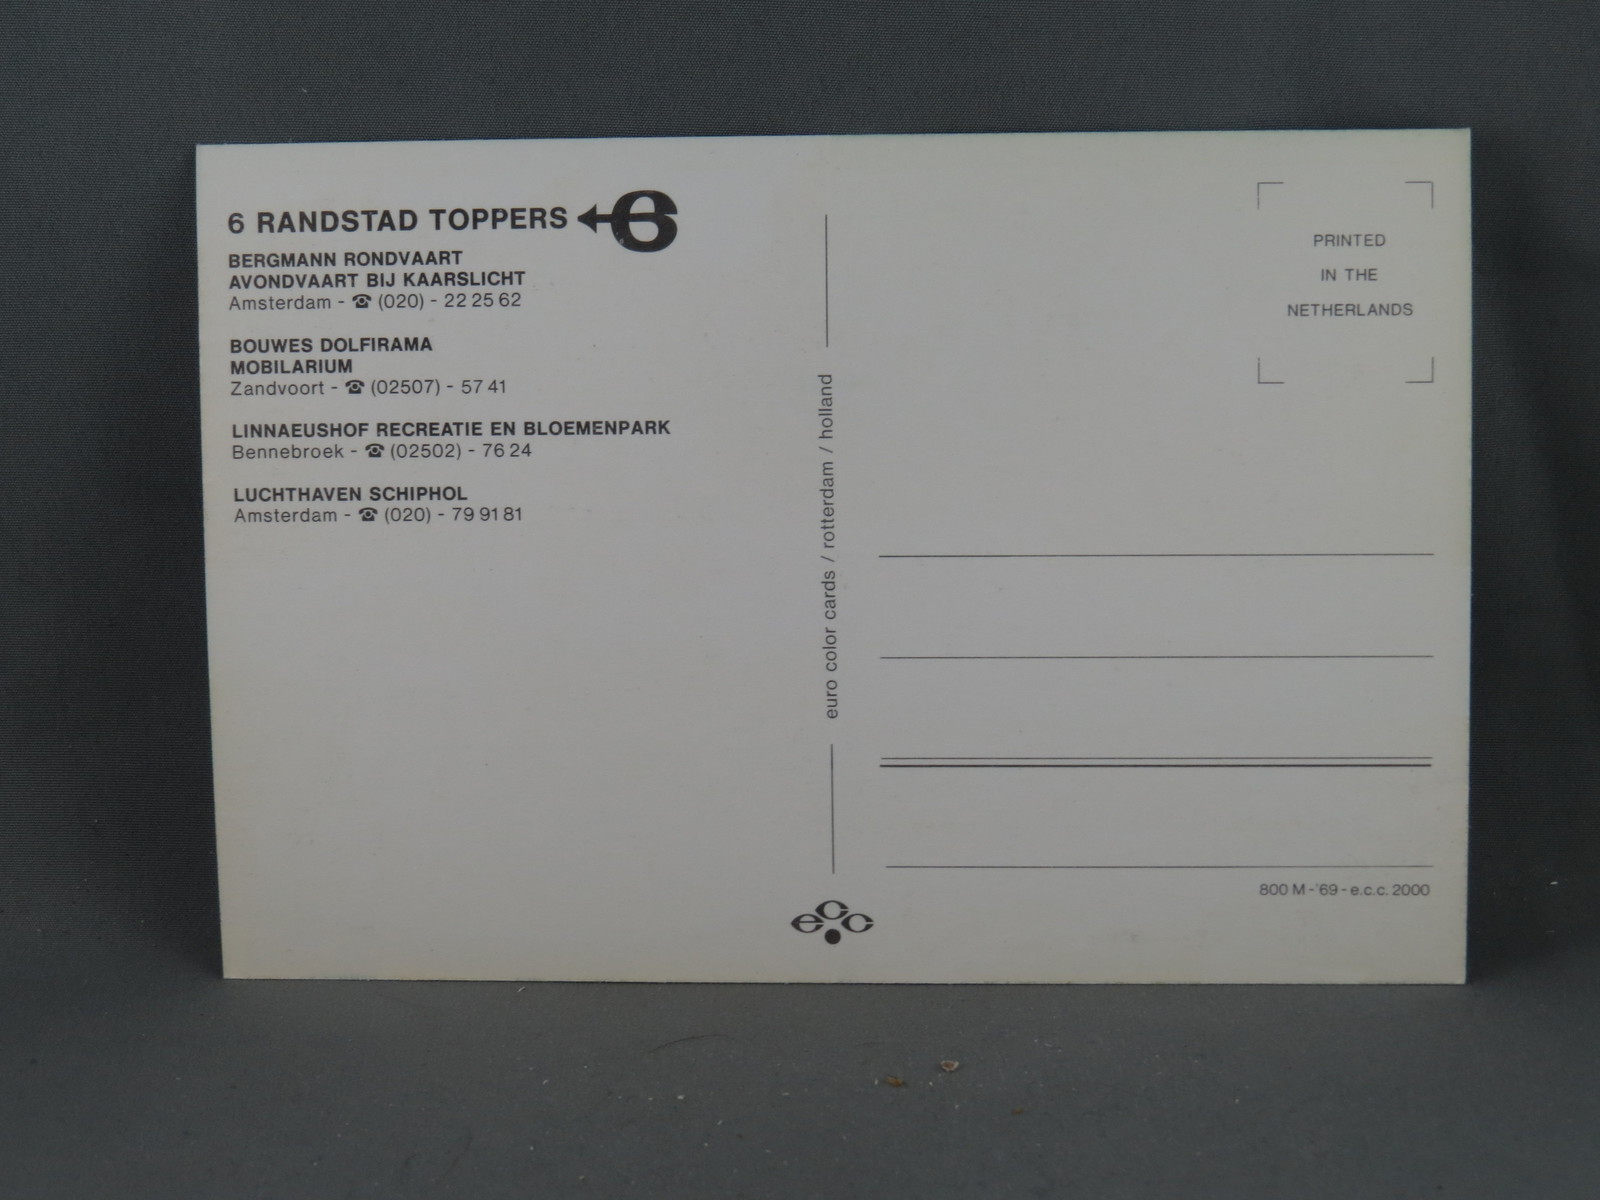 6 RANDSTAD TOPPERS 6
BERGMANN RONDVAART
AVONDVAART BIJ KAARSLICHT
Amsterdam - ☎ (020) - 22 25 62
BOUWES DOLFIRAMA
MOBILARIUM
Zandvoort - ☎ (02507) - 57 41
LINNAEUSHOF RECREATIE EN BLOEMENPARK
Bennebroek - ☎ (02502) - 76 24
LUCHTHAVEN SCHIPHOL
Amsterdam - ☎ (020) - 79 91 81
euro color cards / rotterdam / holland
ecc
PRINTED
IN THE
NETHERLANDS
800 M - '69 - e.c.c. 2000